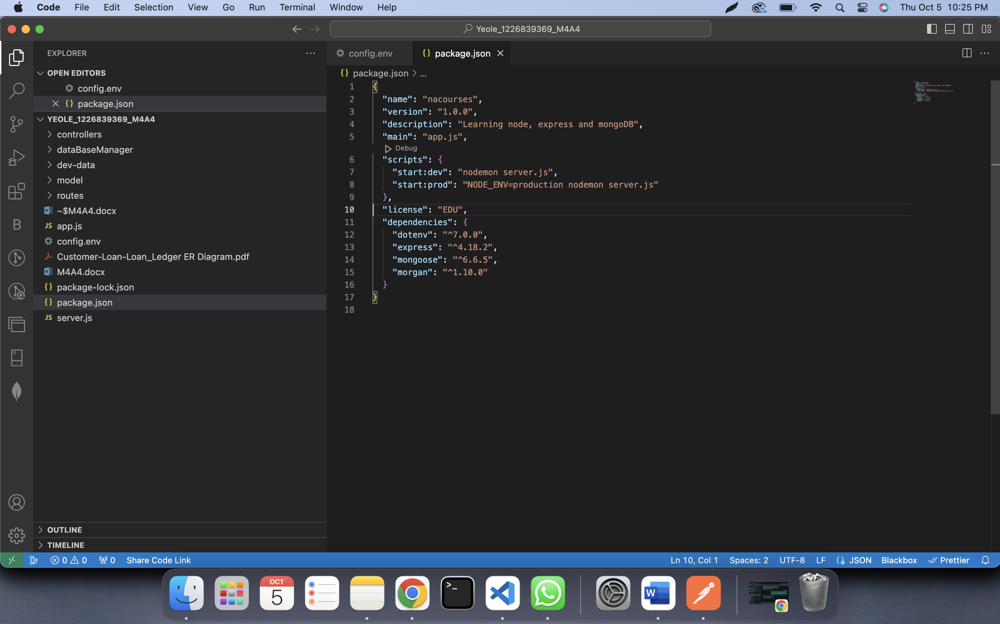 Code File Edit Selection View Go Run Terminal Window Help Thu Oct 5 10:25 PM
Yeole_1226839369_M4A4
EXPLORER
OPEN EDITORS
config.env
package.json
YEOLE_1226839369_M4A4
controllers
dataBaseManager
dev-data
model
routes
~$M4A4.docx
app.js
config.env
Customer-Loan-Loan_Ledger ER Diagram.pdf
M4A4.docx
package-lock.json
package.json
server.js
OUTLINE
TIMELINE
config.env package.json
package.json > ...
1 {
2 "name": "nacourses",
3 "version": "1.0.0",
4 "description": "Learning node, express and mongoDB",
5 "main": "app.js",
Debug
6 "scripts": {
7 "start:dev": "nodemon server.js",
8 "start:prod": "NODE_ENV=production nodemon server.js"
9 },
10 "license": "EDU",
11 "dependencies": {
12 "dotenv": "^7.0.0",
13 "express": "^4.18.2",
14 "mongoose": "^6.6.5",
15 "morgan": "^1.10.0"
16 }
17 }
18
0 0 0 Share Code Link Ln 10, Col 1 Spaces: 2 UTF-8 LF JSON Blackbox Prettier
OCT
5
W